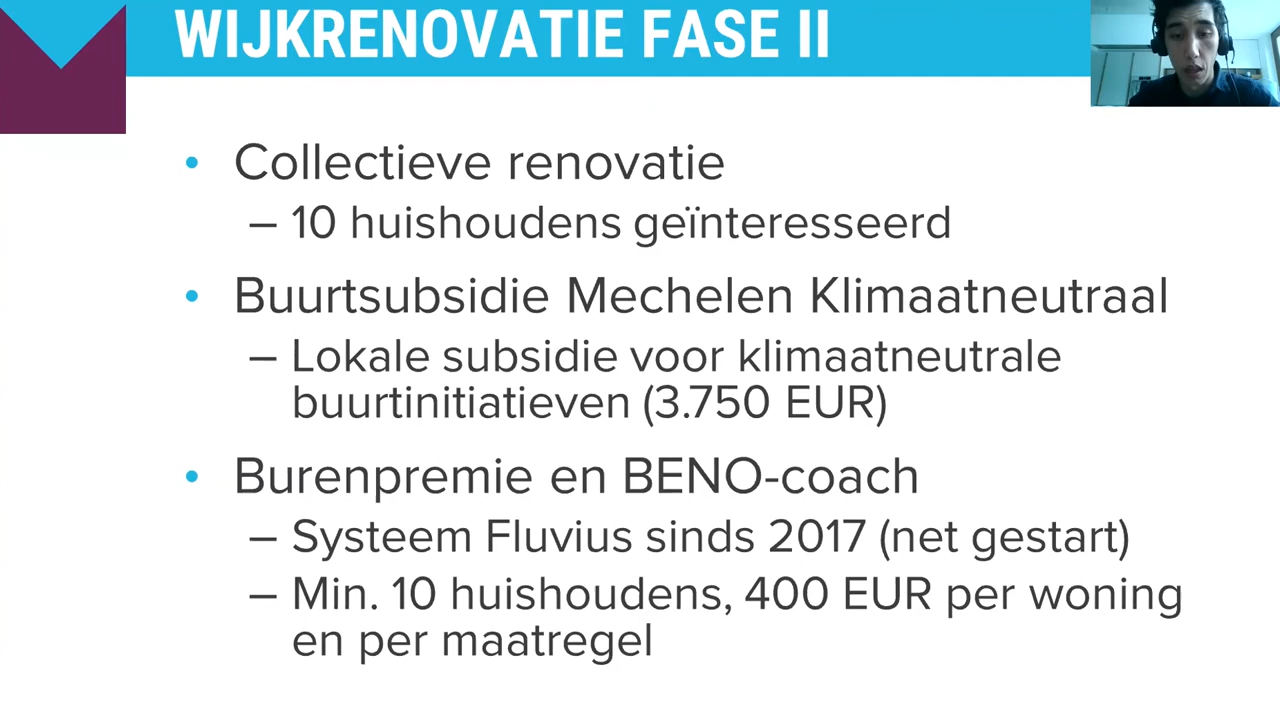 WIJKRENOVATIE FASE II
• Collectieve renovatie
– 10 huishoudens geïnteresseerd
• Buurtsubsidie Mechelen Klimaatneutraal
– Lokale subsidie voor klimaatneutrale
buurtinitiatieven (3.750 EUR)
• Burenpremie en BENO-coach
– Systeem Fluvius sinds 2017 (net gestart)
– Min. 10 huishoudens, 400 EUR per woning
en per maatregel